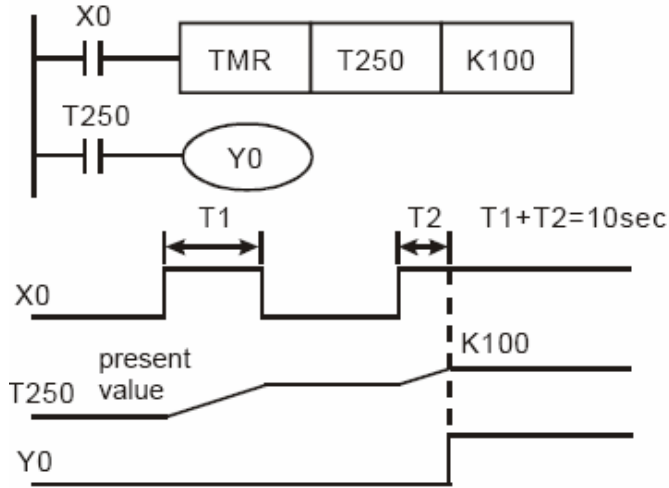 X0
TMR T250 K100
T250
Y0
T1 T2 T1+T2=10sec
X0
K100
present
value
T250
Y0